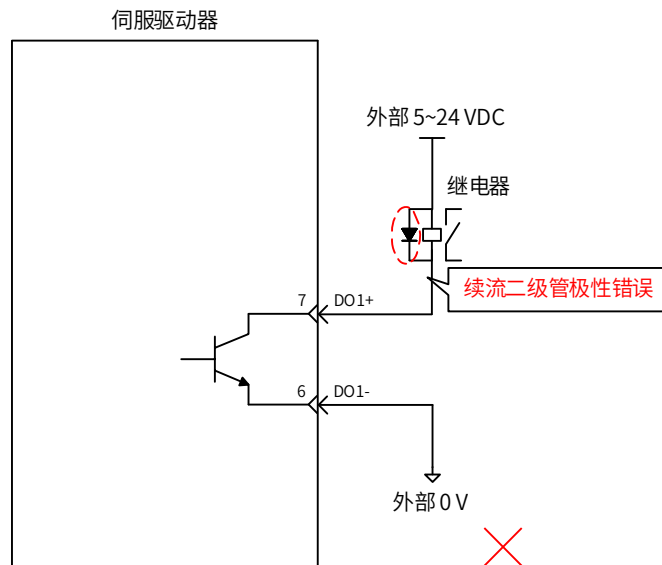 伺服驱动器
外部 5~24 VDC
继电器
续流二级管极性错误
7 DO1+
6 DO1-
外部 0 V